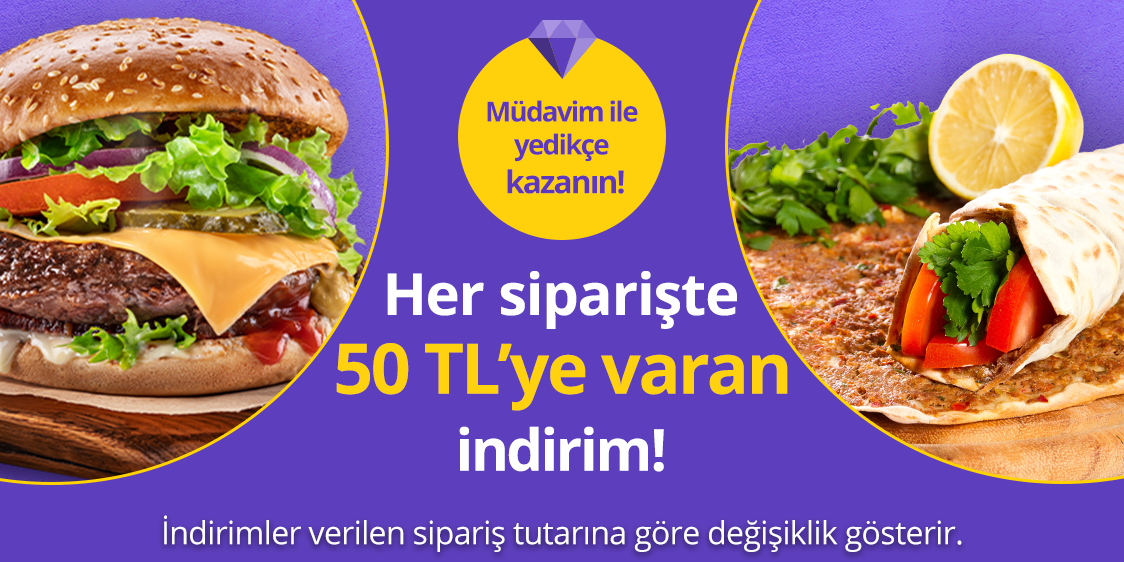 Müdavim ile
yedikçe
kazanın!
Her siparişte
50 TL’ye varan
indirim!
İndirimler verilen sipariş tutarına göre değişiklik gösterir.